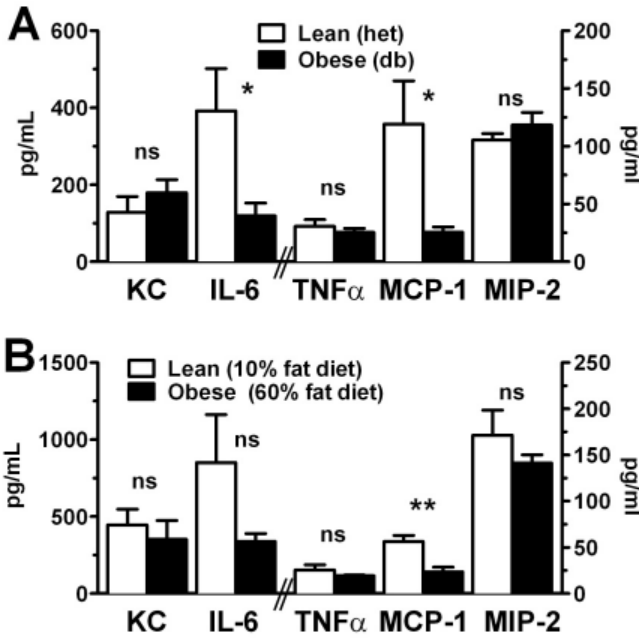 A
600
400
200
0
pg/mL
Lean (het)
Obese (db)
200
150
100
50
0
pg/ml
ns
*
ns
*
ns
KC IL-6 TNFα MCP-1 MIP-2
B
1500
1000
500
0
pg/mL
Lean (10% fat diet)
Obese (60% fat diet)
250
200
150
100
50
0
pg/ml
ns
ns
ns
**
ns
KC IL-6 TNFα MCP-1 MIP-2